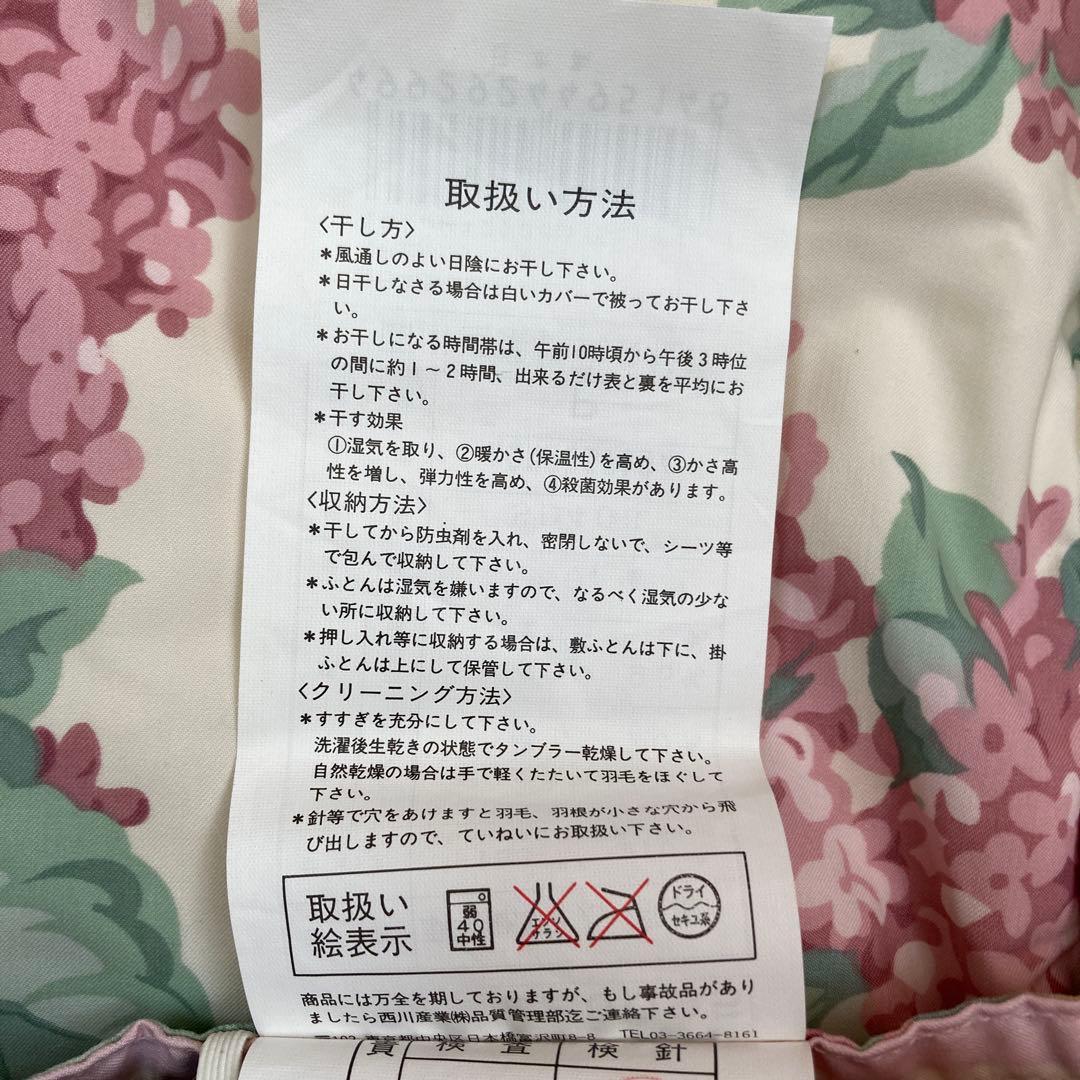 取扱い方法
〈干し方〉
＊風通しのよい日陰にお干し下さい。
＊日干しなさる場合は白いカバーで被ってお干し下さ
い。
＊お干しになる時間帯は、午前10時頃から午後3時位
の間に約1～2時間、出来るだけ表と裏を平均にお
干し下さい。
＊干す効果
①湿気を取り、②暖かさ(保温性)を高め、③かさ高
性を増し、弾力性を高め、④殺菌効果があります。
〈収納方法〉
＊干してから防虫剤を入れ、密閉しないで、シーツ等
で包んで収納して下さい。
＊ふとんは湿気を嫌いますので、なるべく湿気の少な
い所に収納して下さい。
＊押し入れ等に収納する場合は、敷ふとんは下に、掛
ふとんは上にして保管して下さい。
〈クリーニング方法〉
＊すすぎを充分にして下さい。
洗濯後生乾きの状態でタンブラー乾燥して下さい。
自然乾燥の場合は手で軽くたたいて羽毛をほぐして
下さい。
＊針等で穴をあけますと羽毛、羽根が小さな穴から飛
び出しますので、ていねいにお取扱い下さい。
取扱い
絵表示
弱
40
中性
エンソ
サラシ
ドライ
セキユ系
商品には万全を期しておりますが、もし事故品があり
ましたら西川産業㈱品質管理部迄ご連絡下さい。
〒103 東京都中央区日本橋富沢町8-8 TEL03-3664-8161
質 検 査 検 針